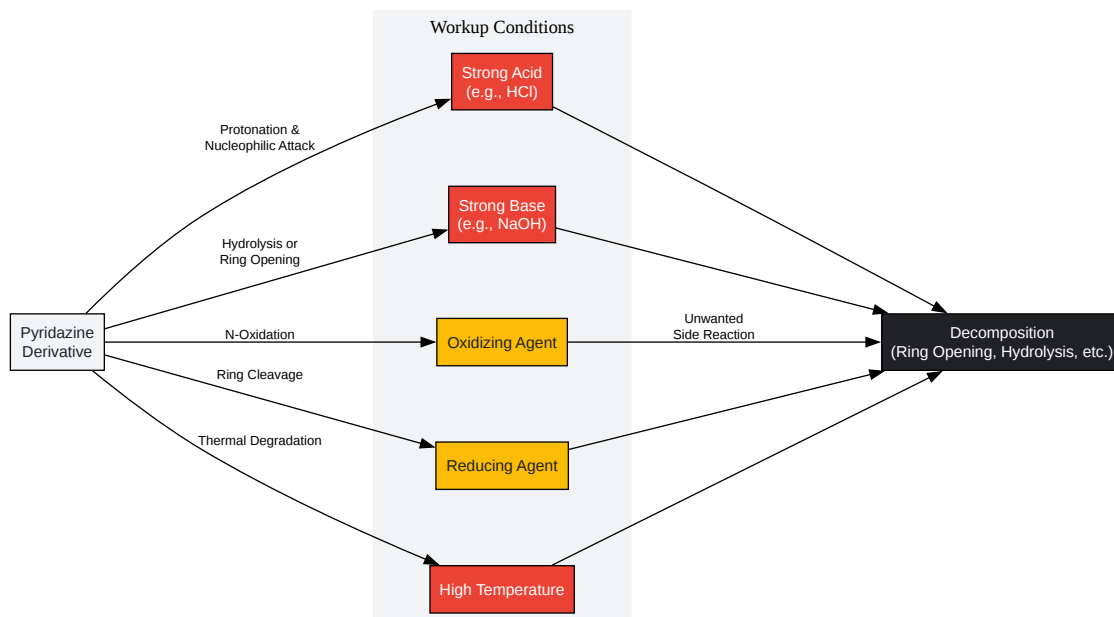 Workup Conditions
Strong Acid
(e.g., HCl)
Protonation &
Nucleophilic Attack
Strong Base
(e.g., NaOH)
Hydrolysis or
Ring Opening
Pyridazine
Derivative
N-Oxidation
Oxidizing Agent
Unwanted
Side Reaction
Decomposition
(Ring Opening, Hydrolysis, etc.)
Ring Cleavage
Reducing Agent
Thermal Degradation
High Temperature